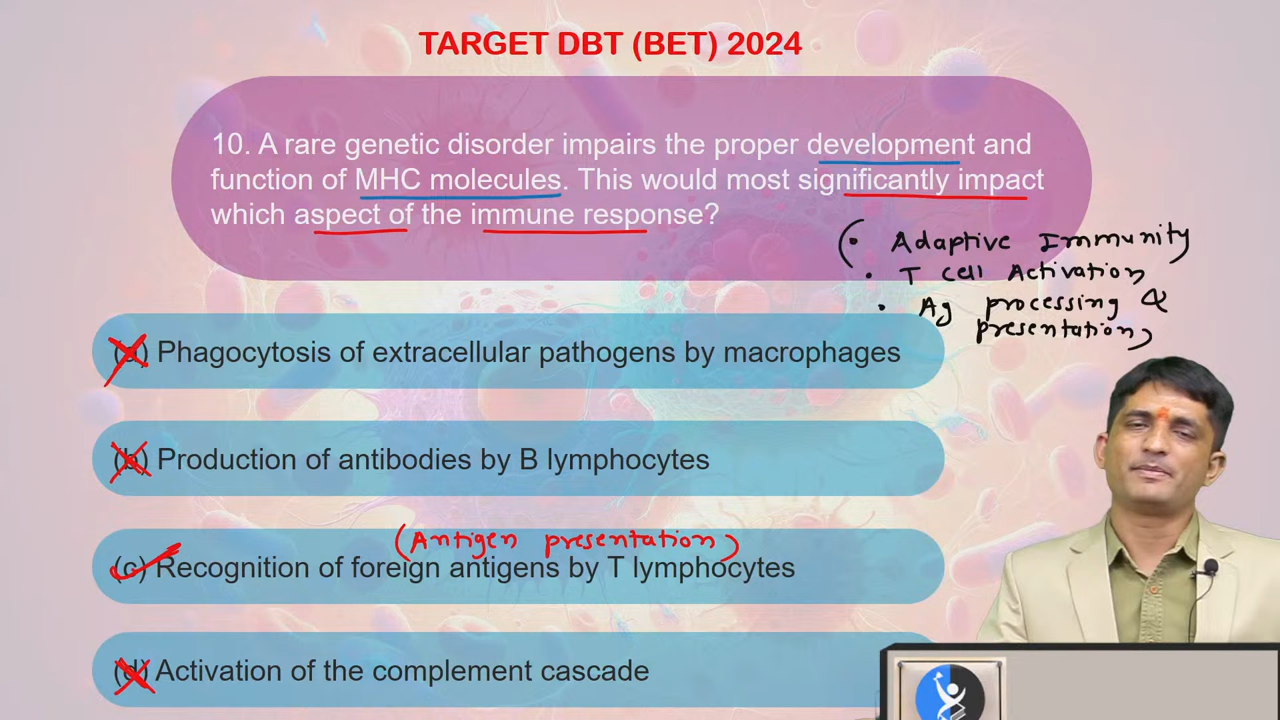 TARGET DBT (BET) 2024
10. A rare genetic disorder impairs the proper development and
function of MHC molecules. This would most significantly impact
which aspect of the immune response?
(• Adaptive Immunity
• T cell Activation
• Ag processing &
presentation)
(a) Phagocytosis of extracellular pathogens by macrophages
(b) Production of antibodies by B lymphocytes
(Antigen presentation)
(c) Recognition of foreign antigens by T lymphocytes
(d) Activation of the complement cascade